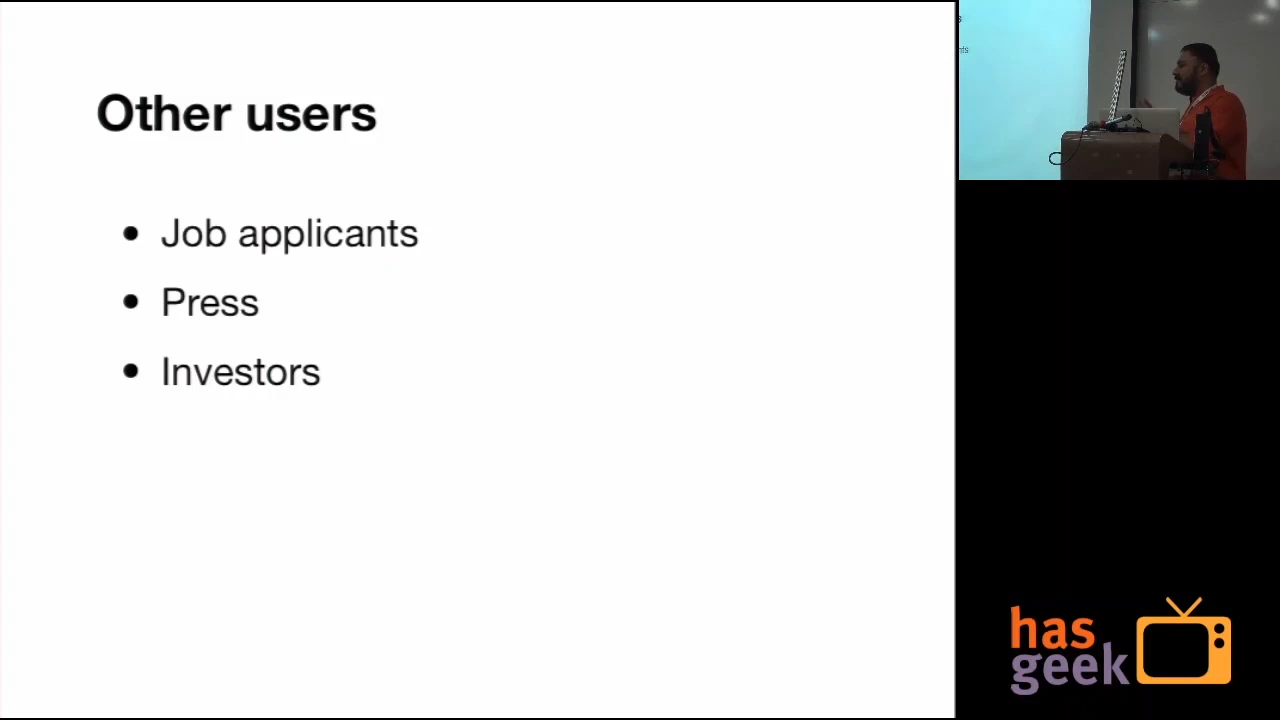 Other users
• Job applicants
• Press
• Investors
has
geek